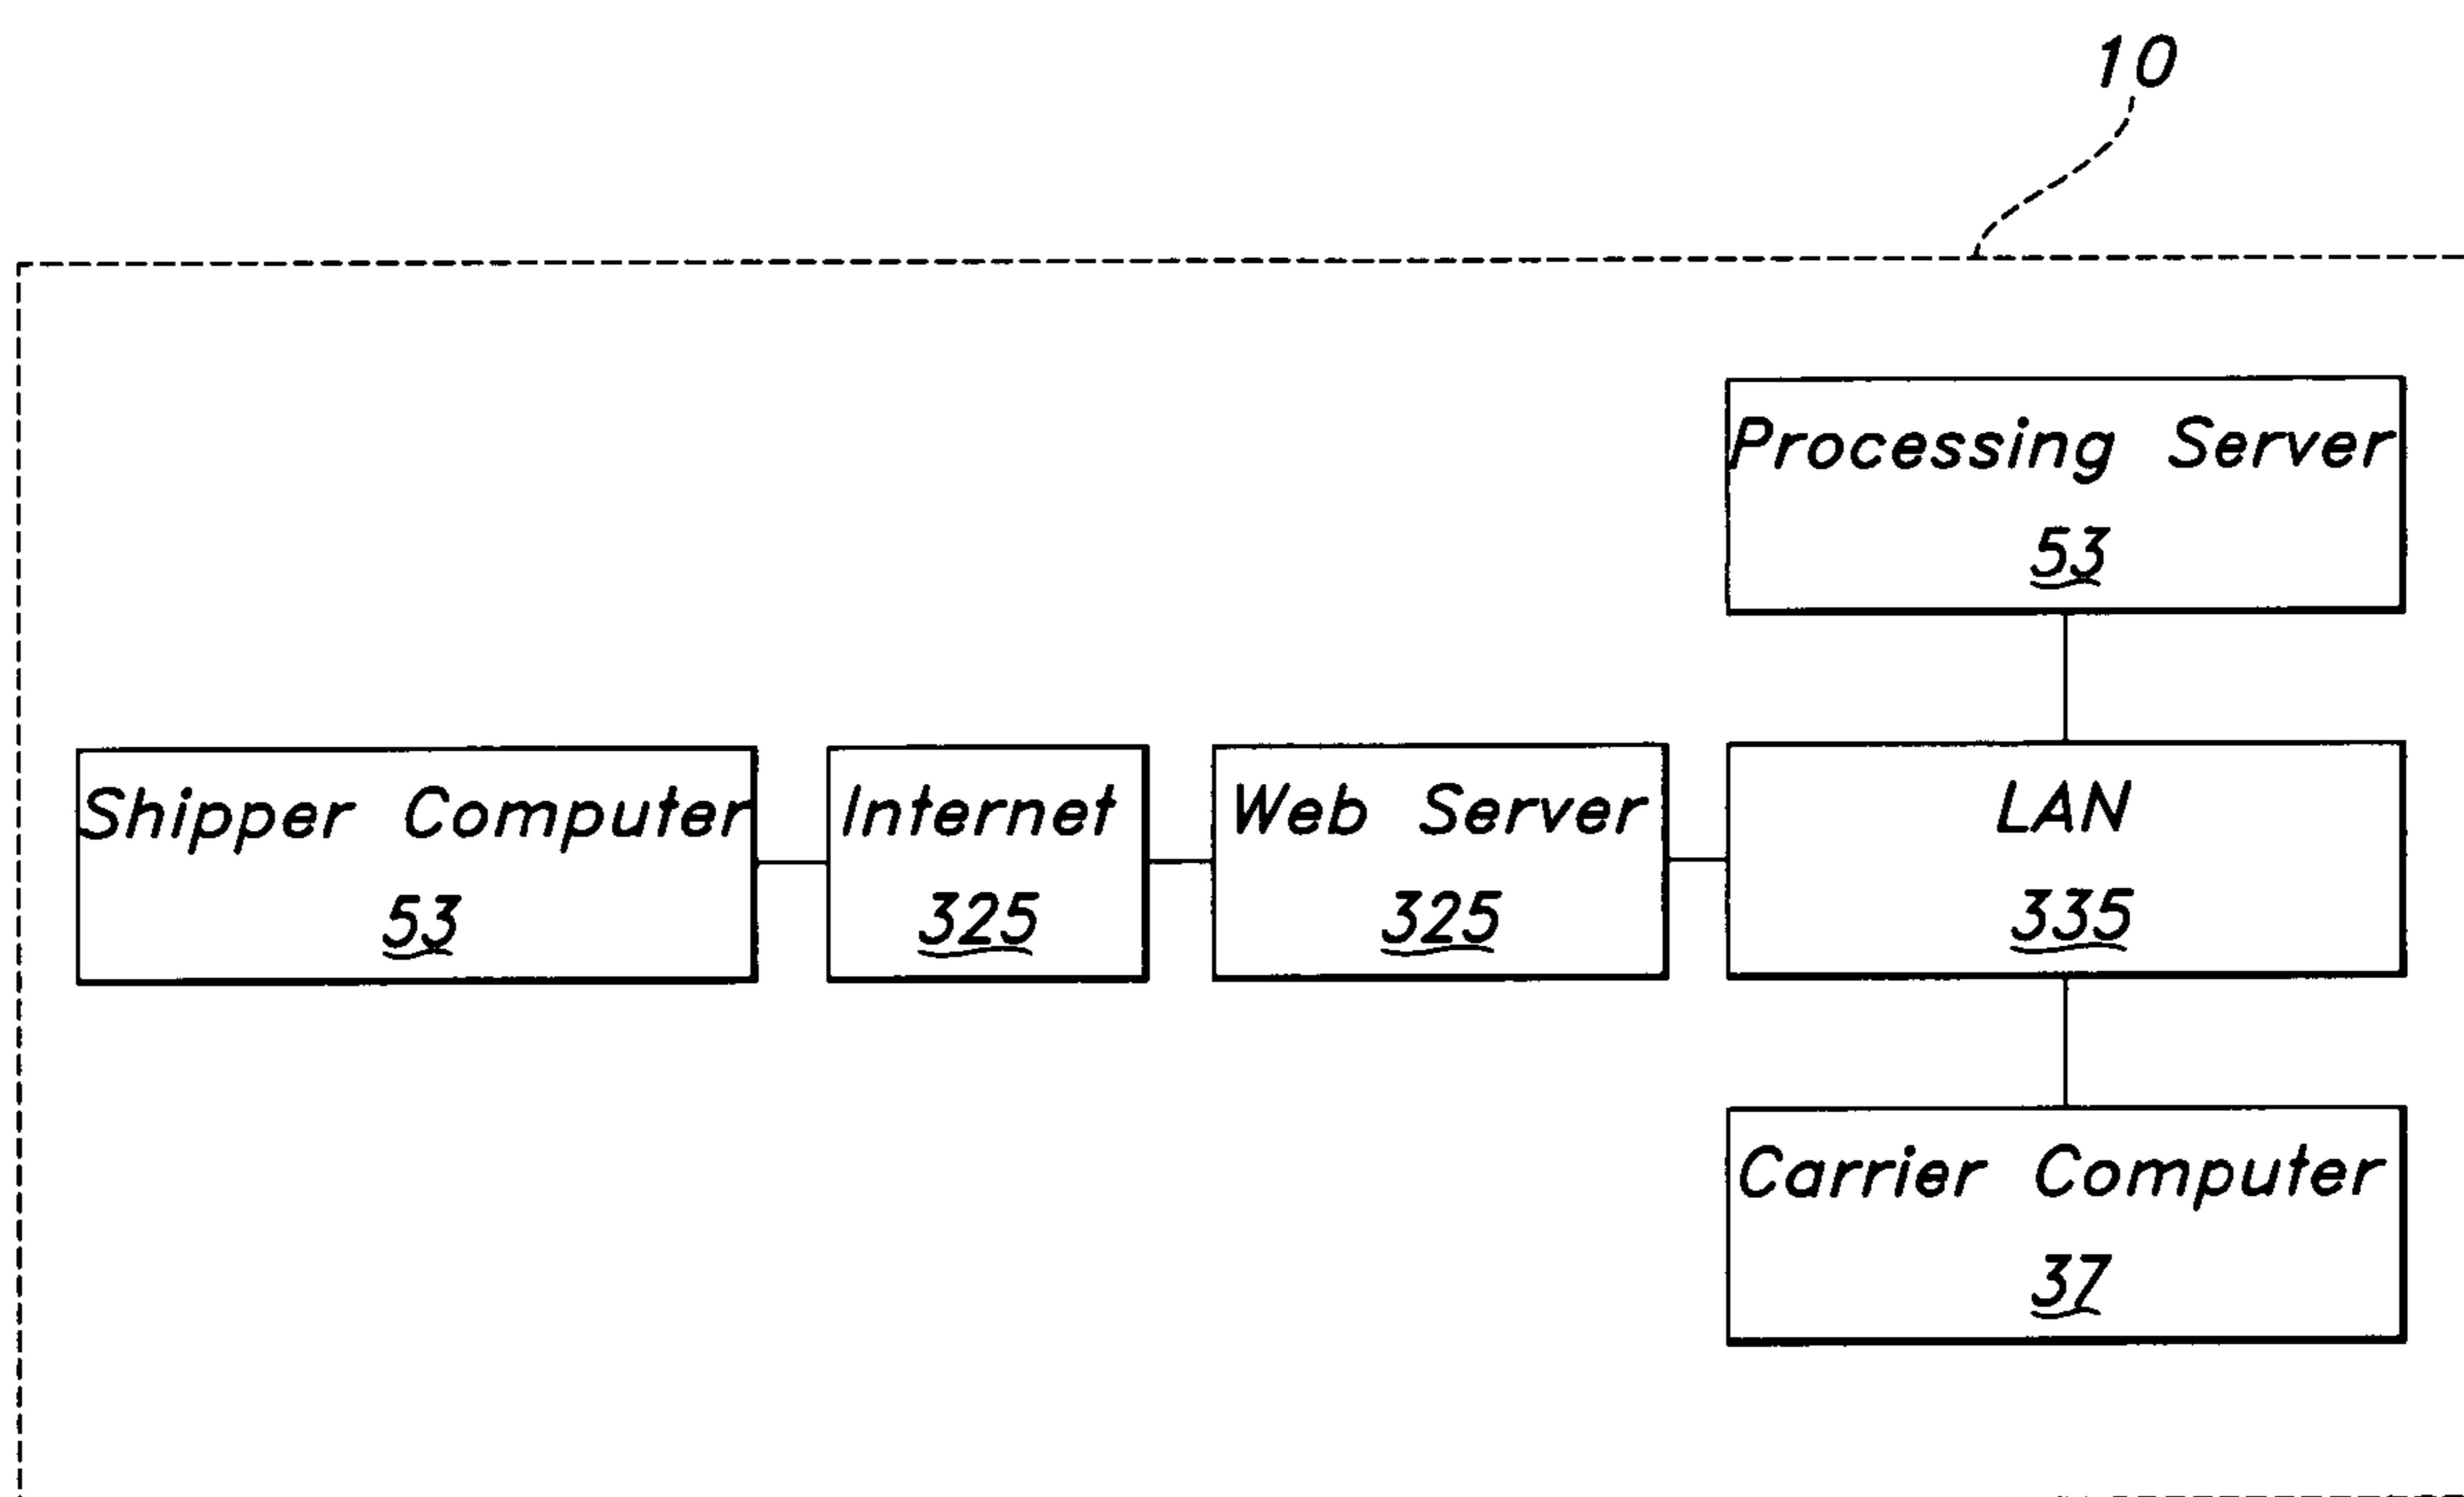 10
Processing Server
53
Shipper Computer
53
Internet
325
Web Server
325
LAN
335
Carrier Computer
37